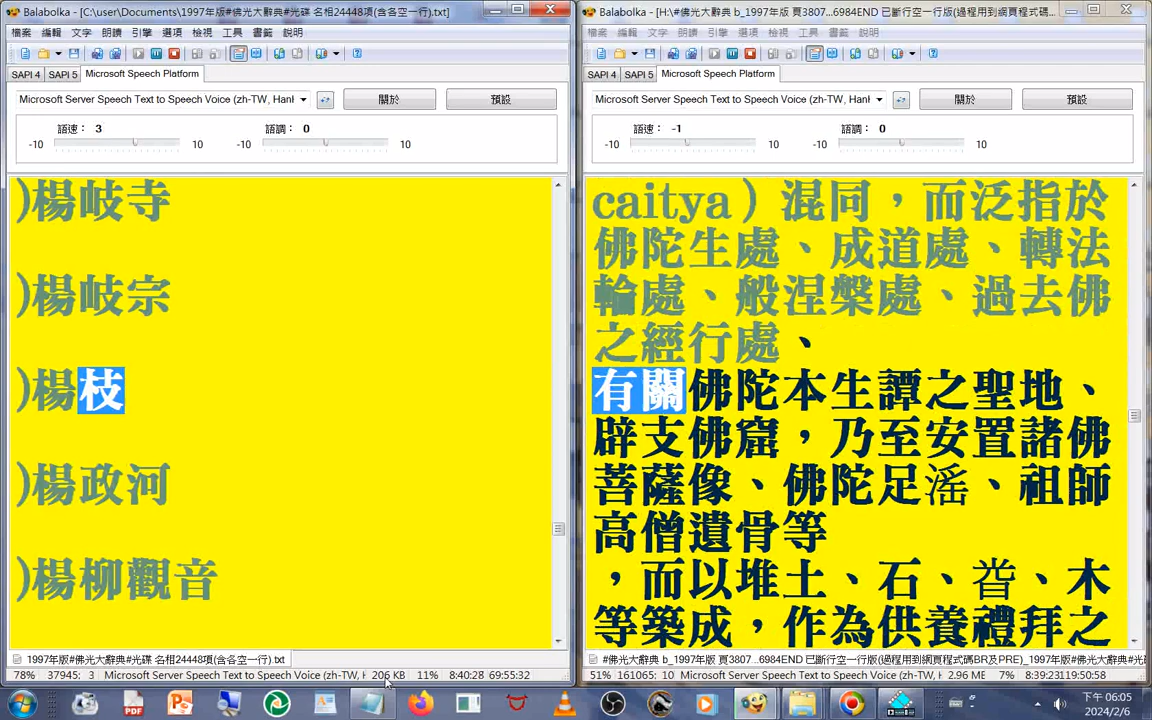 Balabolka - [C:\user\Documents\1997年版#佛光大辭典#光碟 名相24448項(含各空一行).txt]
檔案 編輯 文字 朗讀 引擎 選項 檢視 工具 書籤 說明
SAPI 4 SAPI 5 Microsoft Speech Platform
Microsoft Server Speech Text to Speech Voice (zh-TW, Hanl
關於 預設
語速： 3 語調： 0
-10 10 -10 10
)楊岐寺
)楊岐宗
)楊枝
)楊政河
)楊柳觀音
1997年版#佛光大辭典#光碟 名相24448項(含各空一行).txt
78% 37945: 3 Microsoft Server Speech Text to Speech Voice (zh-TW, H 206 KB 11% 8:40:28 69:55:32
Balabolka - [H:\#佛光大辭典 b_1997年版 頁3807...6984END 已斷行空一行版(過程用到網頁程式碼...
檔案 編輯 文字 朗讀 引擎 選項 檢視 工具 書籤 說明
SAPI 4 SAPI 5 Microsoft Speech Platform
Microsoft Server Speech Text to Speech Voice (zh-TW, Hanl
關於 預設
語速： -1 語調： 0
-10 10 -10 10
caitya）混同，而泛指於
佛陀生處、成道處、轉法
輪處、般涅槃處、過去佛
之經行處、
有關佛陀本生譚之聖地、
辟支佛窟，乃至安置諸佛
菩薩像、佛陀足滛、祖師
高僧遺骨等
，而以堆土、石、、木
等築成，作為供養禮拜之
#佛光大辭典 b_1997年版 頁3807...6984END 已斷行空一行版(過程用到網頁程式碼BR及PRE)_1997年版#佛光
51% 161065: 10 Microsoft Server Speech Text to Speech Voice (zh-TW, 2.96 MB 7% 8:39:23 119:50:58
下午 06:05
2024/2/6